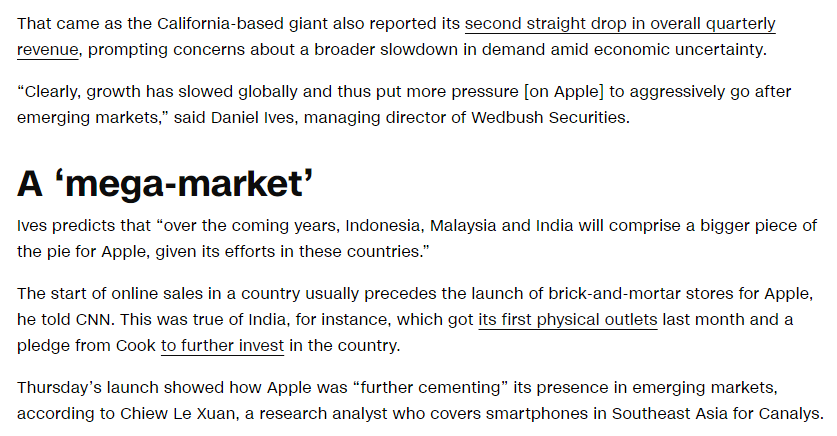 That came as the California-based giant also reported its second straight drop in overall quarterly
revenue, prompting concerns about a broader slowdown in demand amid economic uncertainty.
“Clearly, growth has slowed globally and thus put more pressure [on Apple] to aggressively go after
emerging markets,” said Daniel Ives, managing director of Wedbush Securities.
A ‘mega-market’
Ives predicts that “over the coming years, Indonesia, Malaysia and India will comprise a bigger piece of
the pie for Apple, given its efforts in these countries.”
The start of online sales in a country usually precedes the launch of brick-and-mortar stores for Apple,
he told CNN. This was true of India, for instance, which got its first physical outlets last month and a
pledge from Cook to further invest in the country.
Thursday’s launch showed how Apple was “further cementing” its presence in emerging markets,
according to Chiew Le Xuan, a research analyst who covers smartphones in Southeast Asia for Canalys.